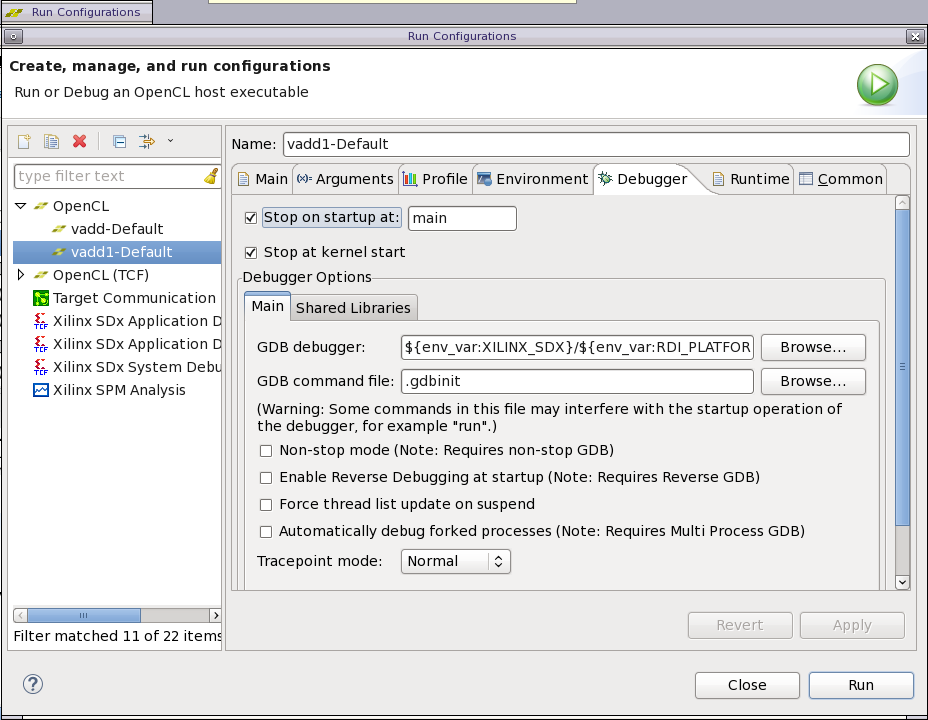 Run Configurations
Run Configurations
Create, manage, and run configurations
Run or Debug an OpenCL host executable
type filter text
OpenCL
vadd-Default
vadd1-Default
OpenCL (TCF)
Target Communication
Xilinx SDx Application D
Xilinx SDx Application D
Xilinx SDx System Debu
Xilinx SPM Analysis
Filter matched 11 of 22 items
Name: vadd1-Default
Main Arguments Profile Environment Debugger Runtime Common
Stop on startup at: main
Stop at kernel start
Debugger Options
Main Shared Libraries
GDB debugger: ${env_var:XILINX_SDX}/${env_var:RDI_PLATFOR Browse...
GDB command file: .gdbinit Browse...
(Warning: Some commands in this file may interfere with the startup operation of
the debugger, for example "run".)
Non-stop mode (Note: Requires non-stop GDB)
Enable Reverse Debugging at startup (Note: Requires Reverse GDB)
Force thread list update on suspend
Automatically debug forked processes (Note: Requires Multi Process GDB)
Tracepoint mode: Normal
Revert Apply
? Close Run